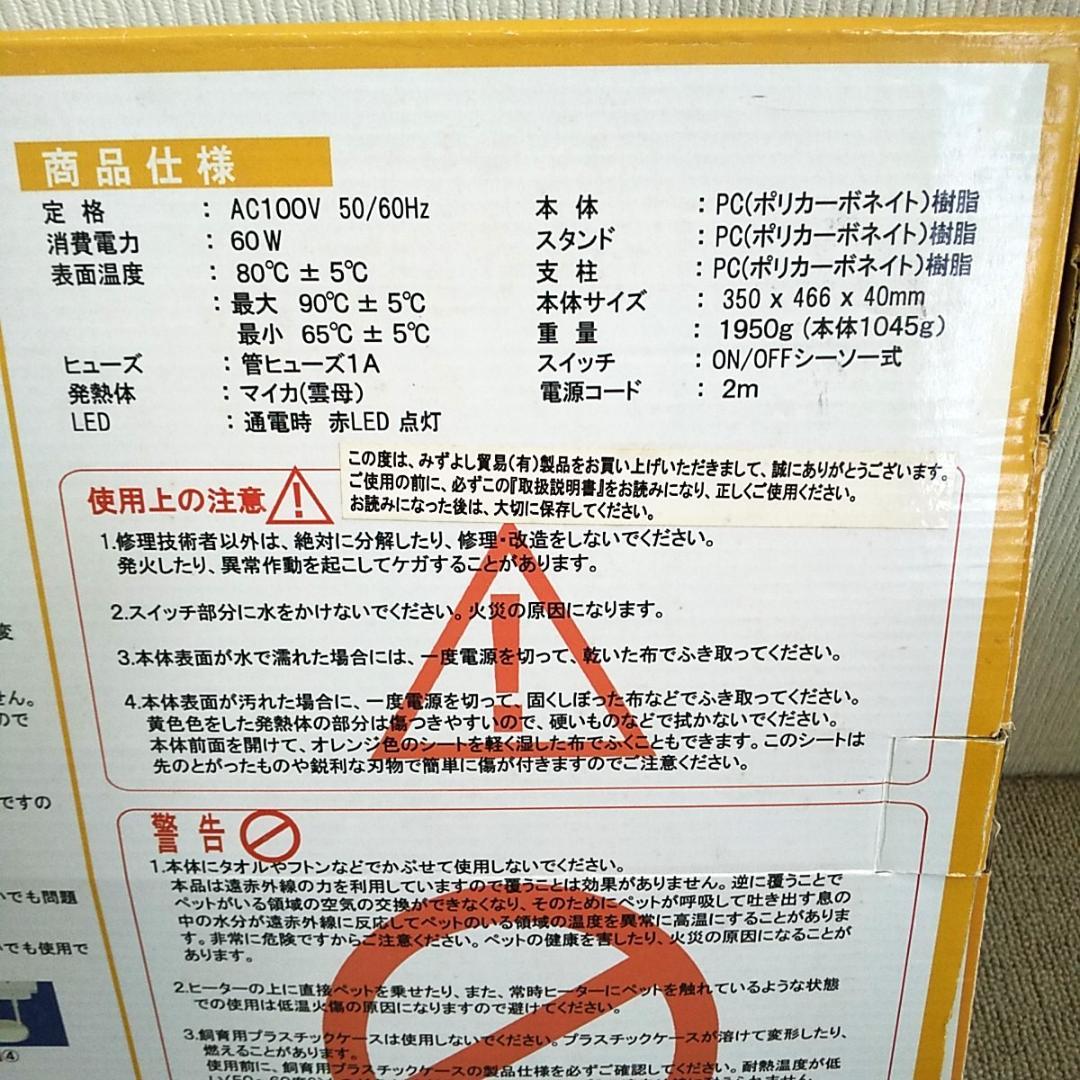 商品仕様
定格 : AC100V 50/60Hz
消費電力 : 60W
表面温度 : 80℃ ± 5℃
: 最大 90℃ ± 5℃
最小 65℃ ± 5℃
ヒューズ : 管ヒューズ1A
発熱体 : マイカ(雲母)
LED : 通電時 赤LED 点灯
本体 : PC(ポリカーボネイト)樹脂
スタンド : PC(ポリカーボネイト)樹脂
支柱 : PC(ポリカーボネイト)樹脂
本体サイズ : 350 x 466 x 40mm
重量 : 1950g (本体1045g)
スイッチ : ON/OFFシーソー式
電源コード : 2m
この度は、みずよし貿易(有)製品をお買い上げいただきまして、誠にありがとうございます。
ご使用の前に、必ずこの『取扱説明書』をお読みになり、正しくご使用ください。
お読みになった後は、大切に保存してください。
使用上の注意
1.修理技術者以外は、絶対に分解したり、修理・改造をしないでください。
発火したり、異常作動を起こしてケガすることがあります。
2.スイッチ部分に水をかけないでください。火災の原因になります。
3.本体表面が水で濡れた場合には、一度電源を切って、乾いた布でふき取ってください。
4.本体表面が汚れた場合に、一度電源を切って、固くしぼった布などでふき取ってください。
黄色色をした発熱体の部分は傷つきやすいので、硬いものなどで拭かないでください。
本体前面を開けて、オレンジ色のシートを軽く湿した布でふくこともできます。このシートは
先のとがったものや鋭利な刃物で簡単に傷が付きますのでご注意ください。
警告
1.本体にタオルやフトンなどでかぶせて使用しないでください。
本品は遠赤外線の力を利用していますので覆うことは効果がありません。逆に覆うことで
ペットがいる領域の空気の交換ができなくなり、そのためにペットが呼吸して吐き出す息の
中の水分が遠赤外線に反応してペットのいる領域の温度を異常に高温にすることがありま
す。非常に危険ですからご注意ください。ペットの健康を害したり、火災の原因になることが
あります。
2.ヒーターの上に直接ペットを乗せたり、また、常時ヒーターにペットを触れているような状態
での使用は低温火傷の原因になりますので避けてください。
3.飼育用プラスチックケースは使用しないでください。プラスチックケースが溶けて変形したり、
燃えることがあります。
使用前に、飼育用プラスチックケースの製品仕様を必ずご確認してください。耐熱温度が低
変
せん。
ので
ですの
いでも問題
いでも使用で
④